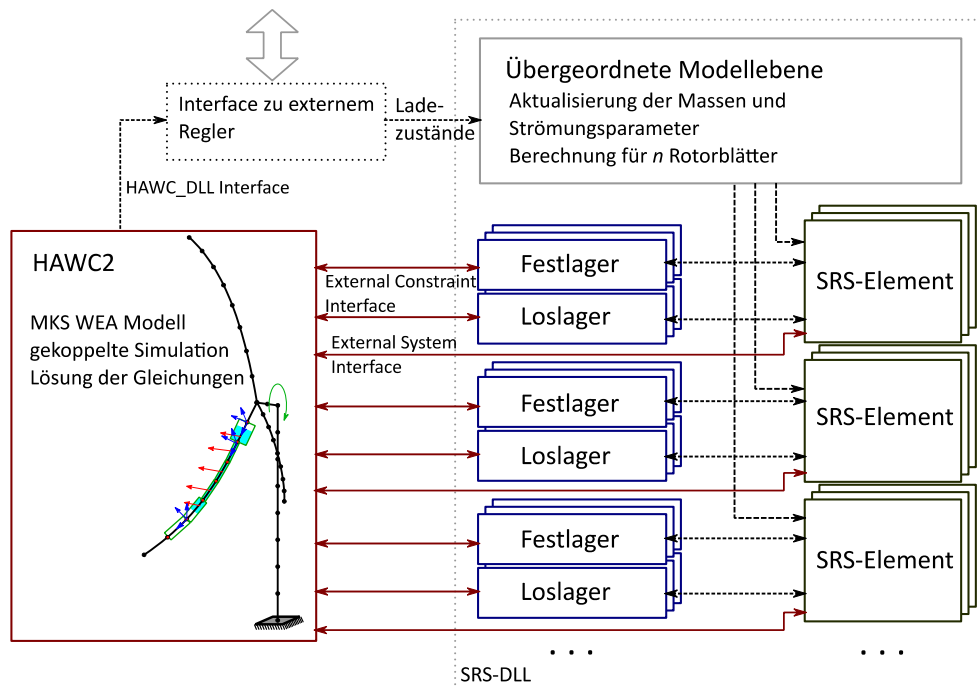 Interface zu externem
Regler
Lade-
zustände
Übergeordnete Modellebene
Aktualisierung der Massen und
Strömungsparameter
Berechnung für n Rotorblätter
HAWC_DLL Interface
HAWC2
MKS WEA Modell
gekoppelte Simulation
Lösung der Gleichungen
External Constraint
Interface
External System
Interface
Festlager
Loslager
SRS-Element
Festlager
Loslager
SRS-Element
Festlager
Loslager
SRS-Element
. . .
. . .
SRS-DLL